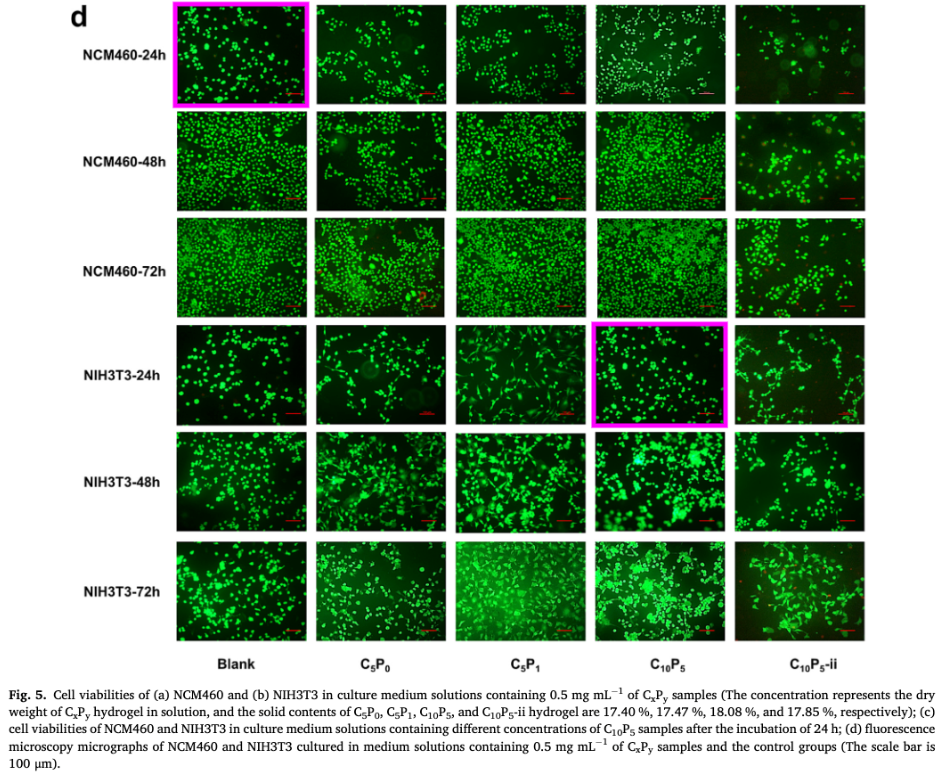 d
NCM460-24h
NCM460-48h
NCM460-72h
NIH3T3-24h
NIH3T3-48h
NIH3T3-72h
Blank C₅P₀ C₅P₁ C₁₀P₅ C₁₀P₅-ii
Fig. 5. Cell viabilities of (a) NCM460 and (b) NIH3T3 in culture medium solutions containing 0.5 mg mL⁻¹ of CₓPᵧ samples (The concentration represents the dry
weight of CₓPᵧ hydrogel in solution, and the solid contents of C₅P₀, C₅P₁, C₁₀P₅, and C₁₀P₅-ii hydrogel are 17.40 %, 17.47 %, 18.08 %, and 17.85 %, respectively); (c)
cell viabilities of NCM460 and NIH3T3 in culture medium solutions containing different concentrations of C₁₀P₅ samples after the incubation of 24 h; (d) fluorescence
microscopy micrographs of NCM460 and NIH3T3 cultured in medium solutions containing 0.5 mg mL⁻¹ of CₓPᵧ samples and the control groups (The scale bar is
100 μm).